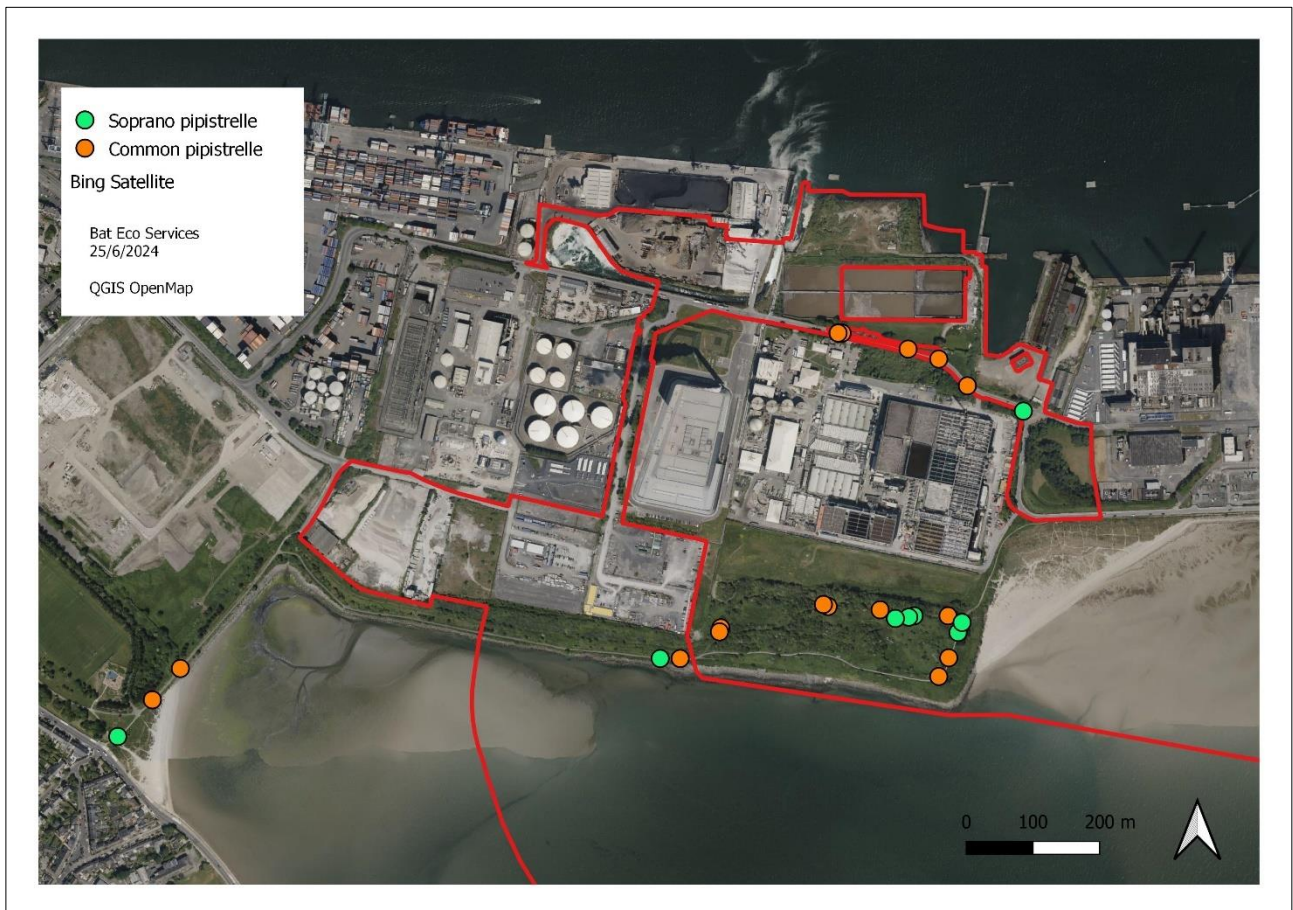 Soprano pipistrelle
Common pipistrelle
Bing Satellite
Bat Eco Services
25/6/2024
QGIS OpenMap
0 100 200 m